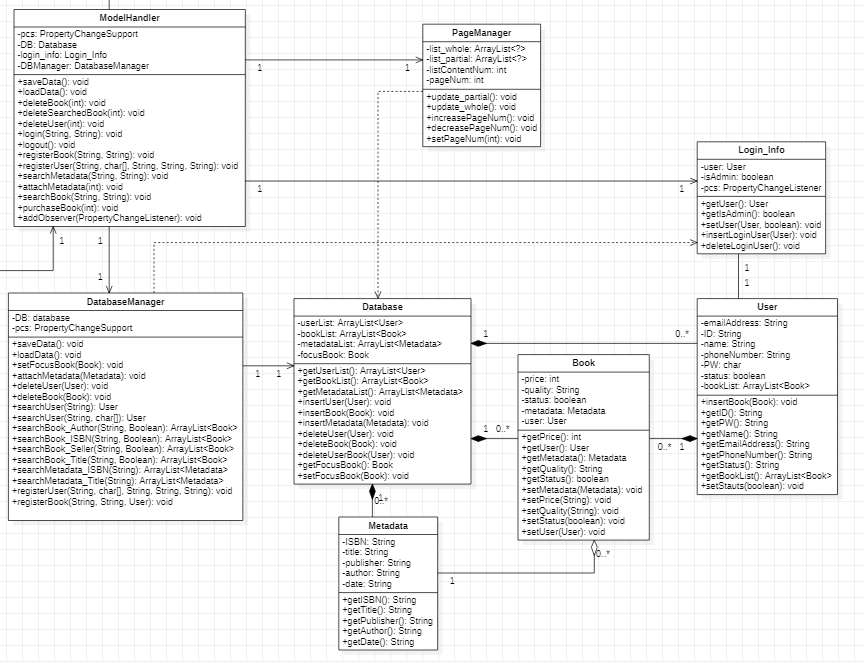 ModelHandler
-pcs: PropertyChangeSupport
-DB: Database
-login_info: Login_Info
-DBManager: DatabaseManager
+saveData(): void
+loadData(): void
+deleteBook(int): void
+deleteSearchedBook(int): void
+deleteUser(int): void
+login(String, String): void
+logout(): void
+registerBook(String, String): void
+registerUser(String, char[], String, String, String): void
+searchMetadata(String, String): void
+attachMetadata(int): void
+searchBook(String, String): void
+purchaseBook(int): void
+addObserver(PropertyChangeListener): void
1
1
1
1
1
1
1
PageManager
-list_whole: ArrayList<?>
-list_partial: ArrayList<?>
-listContentNum: int
-pageNum: int
+update_partial(): void
+update_whole(): void
+increasePageNum(): void
+decreasePageNum(): void
+setPageNum(int): void
Login_Info
-user: User
-isAdmin: boolean
-pcs: PropertyChangeListener
+getUser(): User
+getIsAdmin(): boolean
+setUser(User, boolean): void
+insertLoginUser(User): void
+deleteLoginUser(): void
1
1
DatabaseManager
-DB: database
-pcs: PropertyChangeSupport
+saveData(): void
+loadData(): void
+setFocusBook(Book): void
+attachMetadata(Metadata): void
+deleteUser(User): void
+deleteBook(Book): void
+searchUser(String): User
+searchUser(String, char[]): User
+searchBook_Author(String, Boolean): ArrayList<Book>
+searchBook_ISBN(String, Boolean): ArrayList<Book>
+searchBook_Seller(String, Boolean): ArrayList<Book>
+searchBook_Title(String, Boolean): ArrayList<Book>
+searchMetadata_ISBN(String): ArrayList<Metadata>
+searchMetadata_Title(String): ArrayList<Metadata>
+registerUser(String, char[], String, String, String): void
+registerBook(String, String, User): void
1
1
Database
-userList: ArrayList<User>
-bookList: ArrayList<Book>
-metadataList: ArrayList<Metadata>
-focusBook: Book
+getUserList(): ArrayList<User>
+getBookList(): ArrayList<Book>
+getMetadataList(): ArrayList<Metadata>
+insertUser(User): void
+insertBook(Book): void
+insertMetadata(Metadata): void
+deleteUser(User): void
+deleteBook(Book): void
+deleteUserBook(User): void
+getFocusBook(): Book
+setFocusBook(Book): void
1
0..*
1
0..*
1
0..*
Book
-price: int
-quality: String
-status: boolean
-metadata: Metadata
-user: User
+getPrice(): int
+getUser(): User
+getMetadata(): Metadata
+getQuality(): String
+getStatus(): boolean
+setMetadata(Metadata): void
+setPrice(String): void
+setQuality(String): void
+setStatus(boolean): void
+setUser(User): void
0..*
1
0..*
1
User
-emailAddress: String
-ID: String
-name: String
-phoneNumber: String
-PW: char
-status: boolean
-bookList: ArrayList<Book>
+insertBook(Book): void
+getID(): String
+getPW(): String
+getName(): String
+getEmailAddress(): String
+getPhoneNumber(): String
+getStatus(): String
+getBookList(): ArrayList<Book>
+setStauts(boolean): void
Metadata
-ISBN: String
-title: String
-publisher: String
-author: String
-date: String
+getISBN(): String
+getTitle(): String
+getPublisher(): String
+getAuthor(): String
+getDate(): String